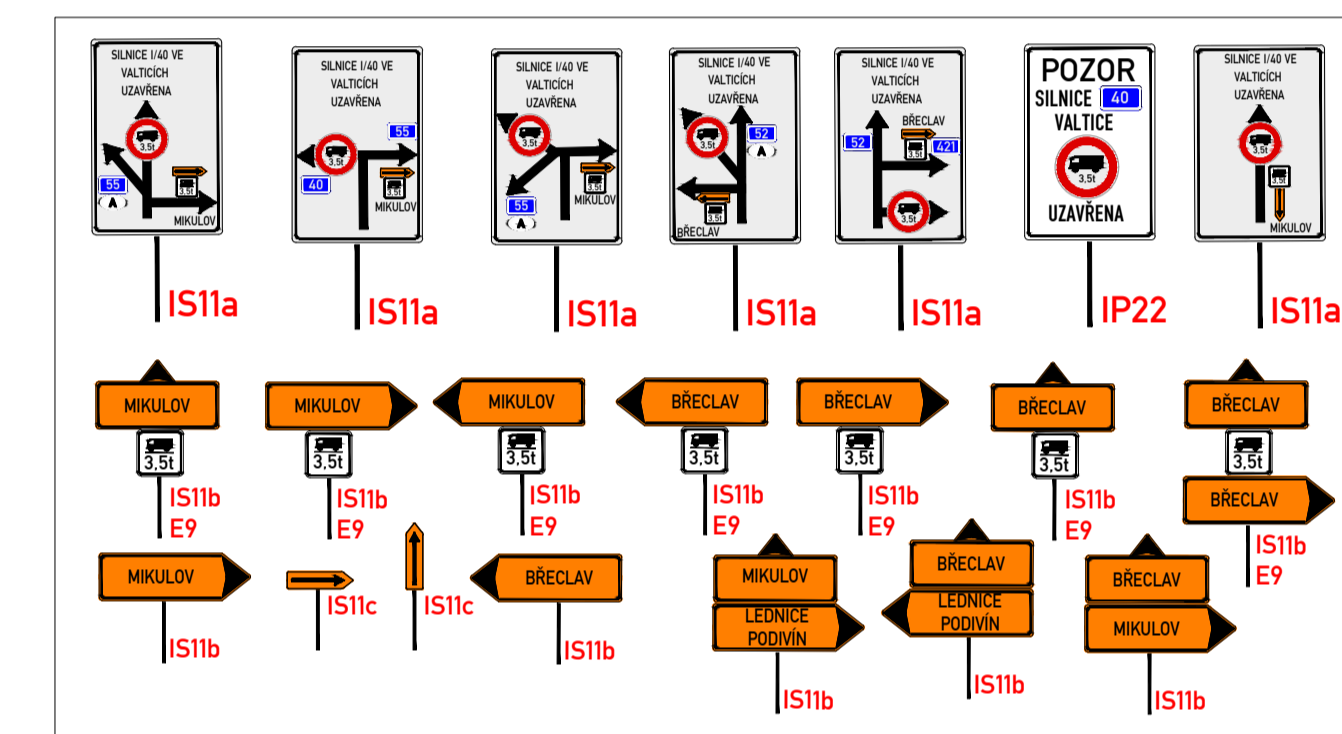 SILNICE I/40 VE
VALTICÍCH
UZAVŘENA
3,5t
55
A
3,5t
MIKULOV
IS11a
SILNICE I/40 VE
VALTICÍCH
UZAVŘENA
55
3,5t
40
3,5t
MIKULOV
IS11a
SILNICE I/40 VE
VALTICÍCH
UZAVŘENA
3,5t
3,5t
MIKULOV
55
A
IS11a
SILNICE I/40 VE
VALTICÍCH
UZAVŘENA
52
A
3,5t
3,5t
BŘECLAV
IS11a
SILNICE I/40 VE
VALTICÍCH
UZAVŘENA
BŘECLAV
52
421
3,5t
3,5t
IS11a
POZOR
SILNICE 40
VALTICE
3,5t
UZAVŘENA
IP22
SILNICE I/40 VE
VALTICÍCH
UZAVŘENA
3,5t
3,5t
MIKULOV
IS11a
MIKULOV
3,5t
IS11b
E9
MIKULOV
3,5t
IS11b
E9
MIKULOV
3,5t
IS11b
E9
BŘECLAV
3,5t
IS11b
E9
BŘECLAV
3,5t
IS11b
E9
BŘECLAV
3,5t
IS11b
E9
BŘECLAV
3,5t
BŘECLAV
IS11b
E9
MIKULOV
IS11b
IS11c
IS11c
BŘECLAV
IS11b
MIKULOV
LEDNICE
PODIVÍN
IS11b
BŘECLAV
LEDNICE
PODIVÍN
IS11b
BŘECLAV
MIKULOV
IS11b